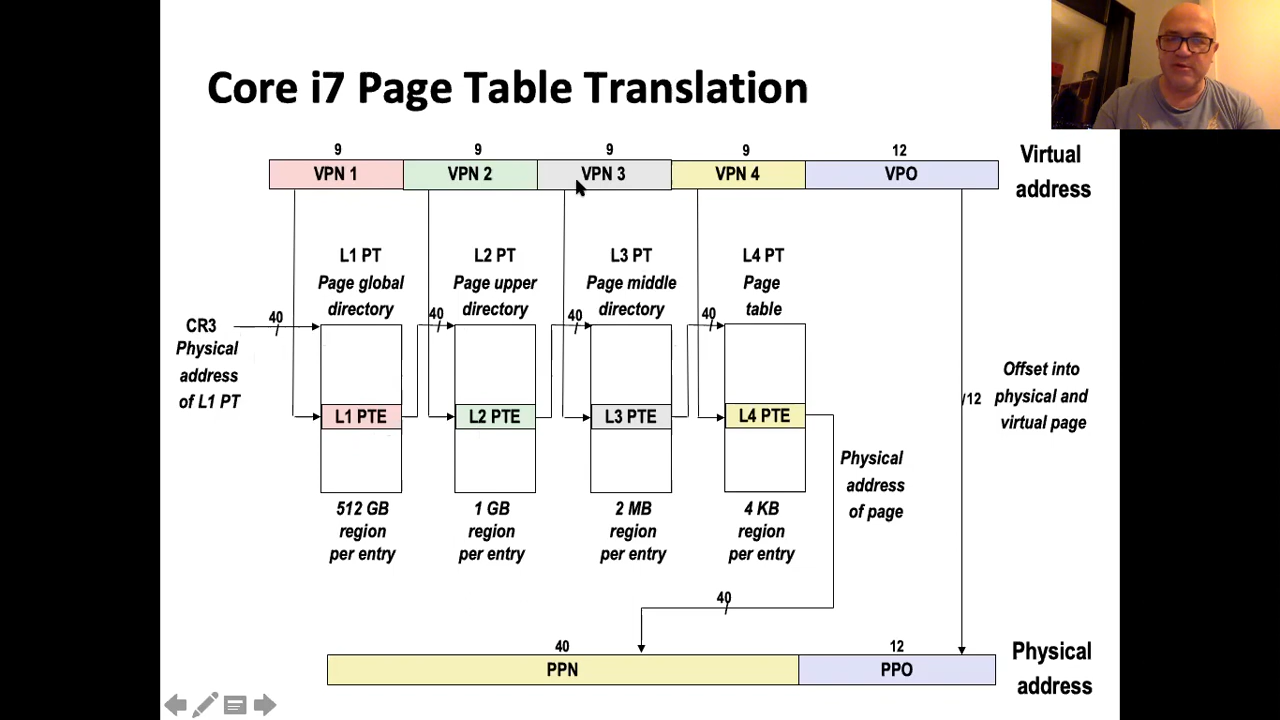 Core i7 Page Table Translation
9
9
9
9
12
VPN 1
VPN 2
VPN 3
VPN 4
VPO
Virtual
address
L1 PT
Page global
directory
L2 PT
Page upper
directory
L3 PT
Page middle
directory
L4 PT
Page
table
CR3
Physical
address
of L1 PT
40
40
40
40
L1 PTE
L2 PTE
L3 PTE
L4 PTE
/12
Offset into
physical and
virtual page
512 GB
region
per entry
1 GB
region
per entry
2 MB
region
per entry
4 KB
region
per entry
Physical
address
of page
40
40
12
PPN
PPO
Physical
address